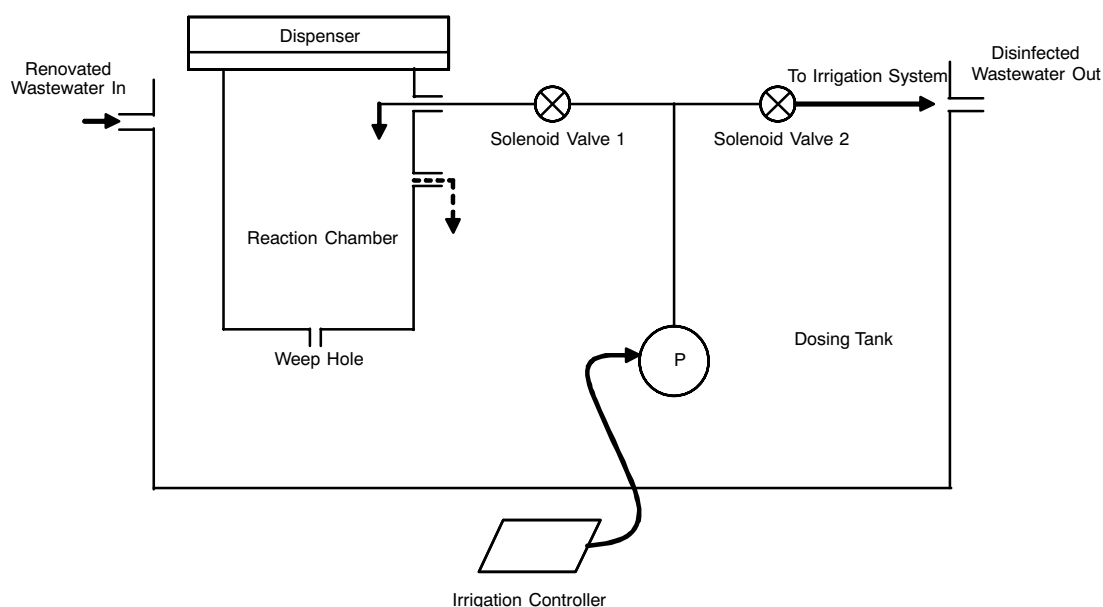 Dispenser
Renovated
Wastewater In
Disinfected
Wastewater Out
To Irrigation System
Solenoid Valve 1
Solenoid Valve 2
Reaction Chamber
Weep Hole
Dosing Tank
P
Irrigation Controller